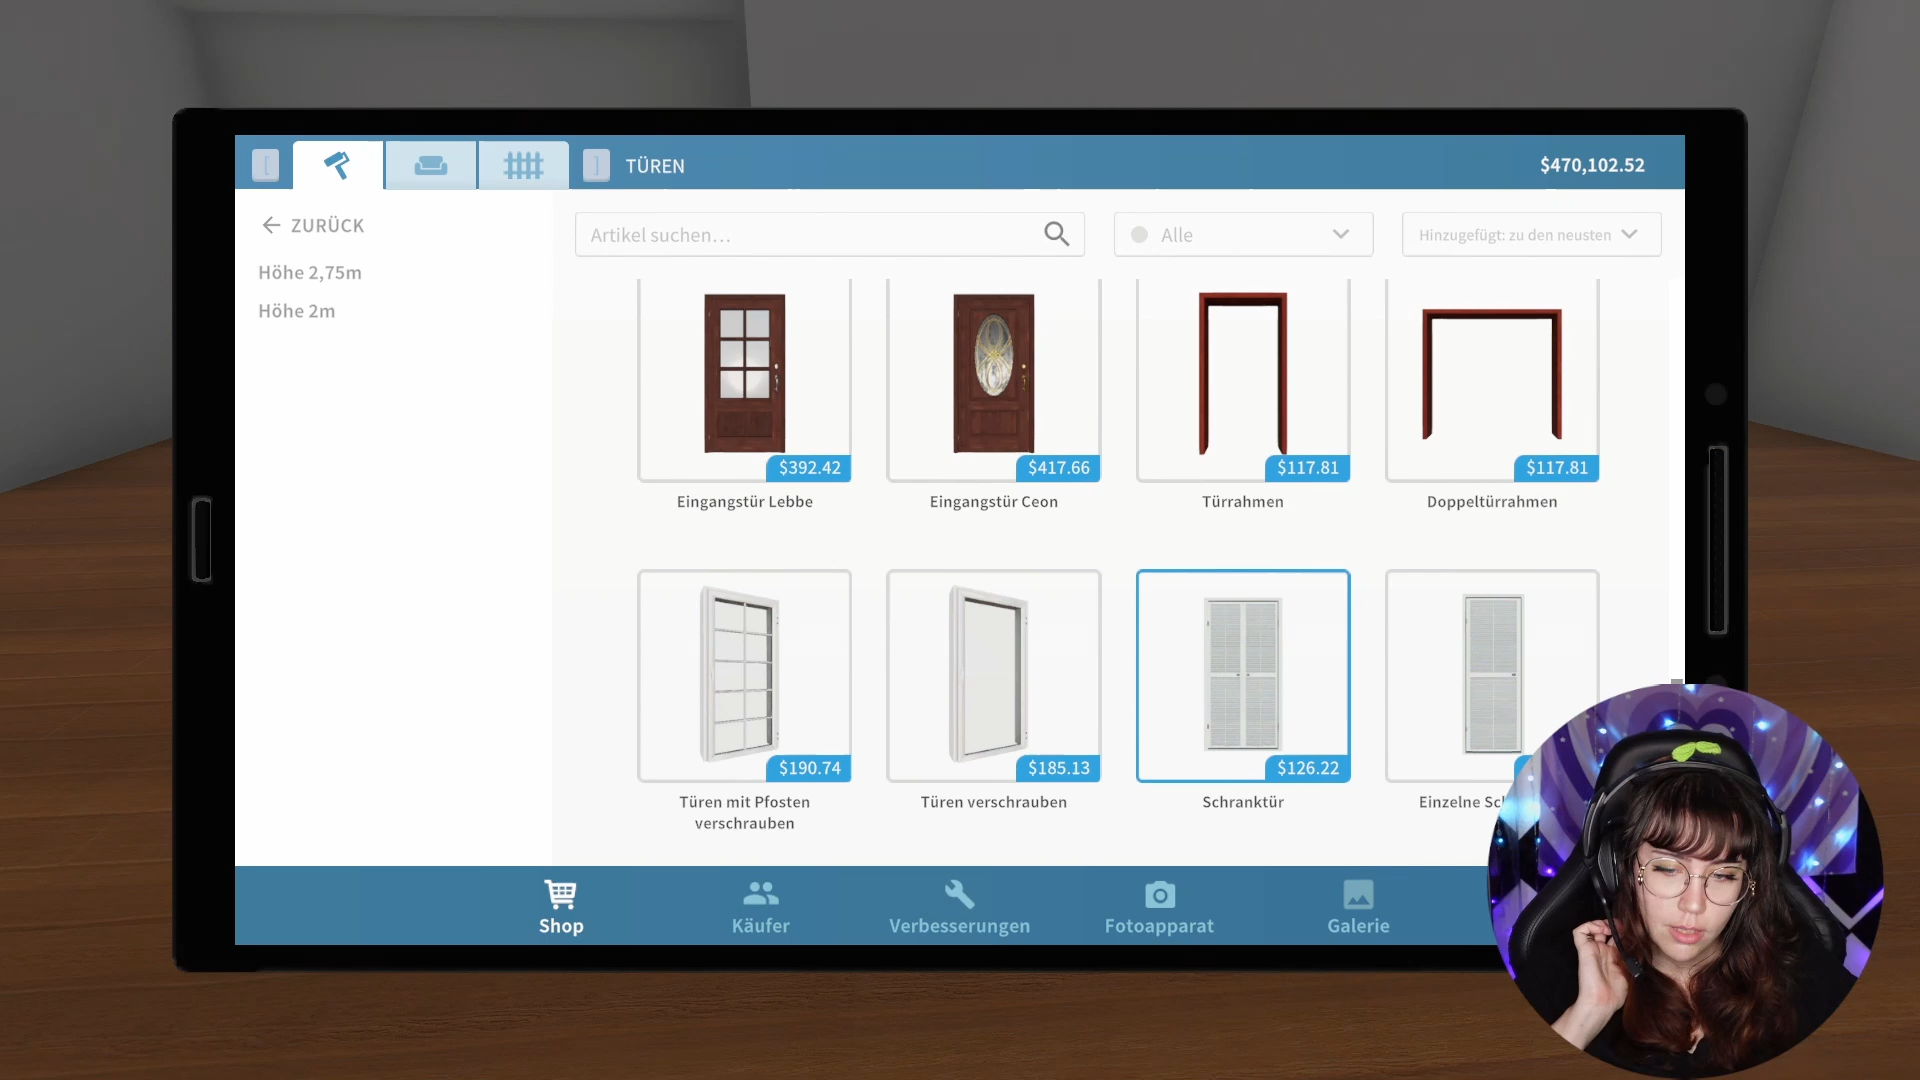 [
]
TÜREN
$470,102.52
ZURÜCK
Höhe 2,75m
Höhe 2m
Artikel suchen...
Alle
Hinzugefügt: zu den neusten
$392.42
$417.66
$117.81
$117.81
Eingangstür Lebbe
Eingangstür Ceon
Türrahmen
Doppeltürrahmen
$190.74
$185.13
$126.22
Türen mit Pfosten
verschrauben
Türen verschrauben
Schranktür
Einzelne
Shop
Käufer
Verbesserungen
Fotoapparat
Galerie